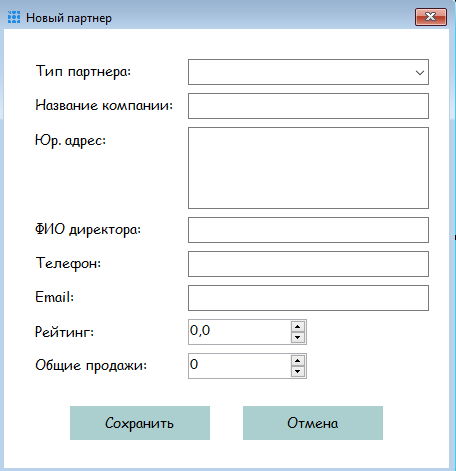 Новый партнер
Тип партнера:
Название компании:
Юр. адрес:
ФИО директора:
Телефон:
Email:
Рейтинг: 0,0
Общие продажи: 0
Сохранить Отмена